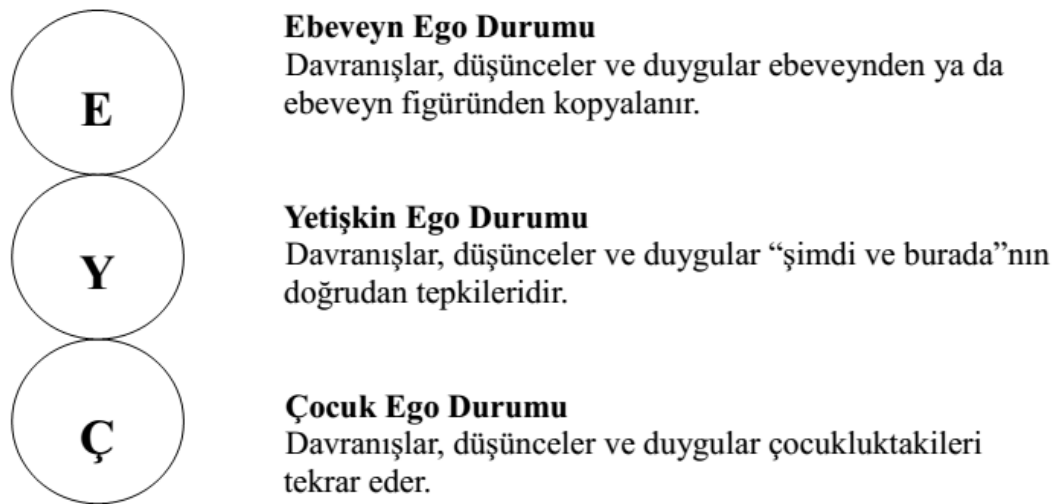 E
Ebeveyn Ego Durumu
Davranışlar, düşünceler ve duygular ebeveynden ya da
ebeveyn figüründen kopyalanır.
Y
Yetişkin Ego Durumu
Davranışlar, düşünceler ve duygular “şimdi ve burada”nın
doğrudan tepkileridir.
Ç
Çocuk Ego Durumu
Davranışlar, düşünceler ve duygular çocukluktakileri
tekrar eder.